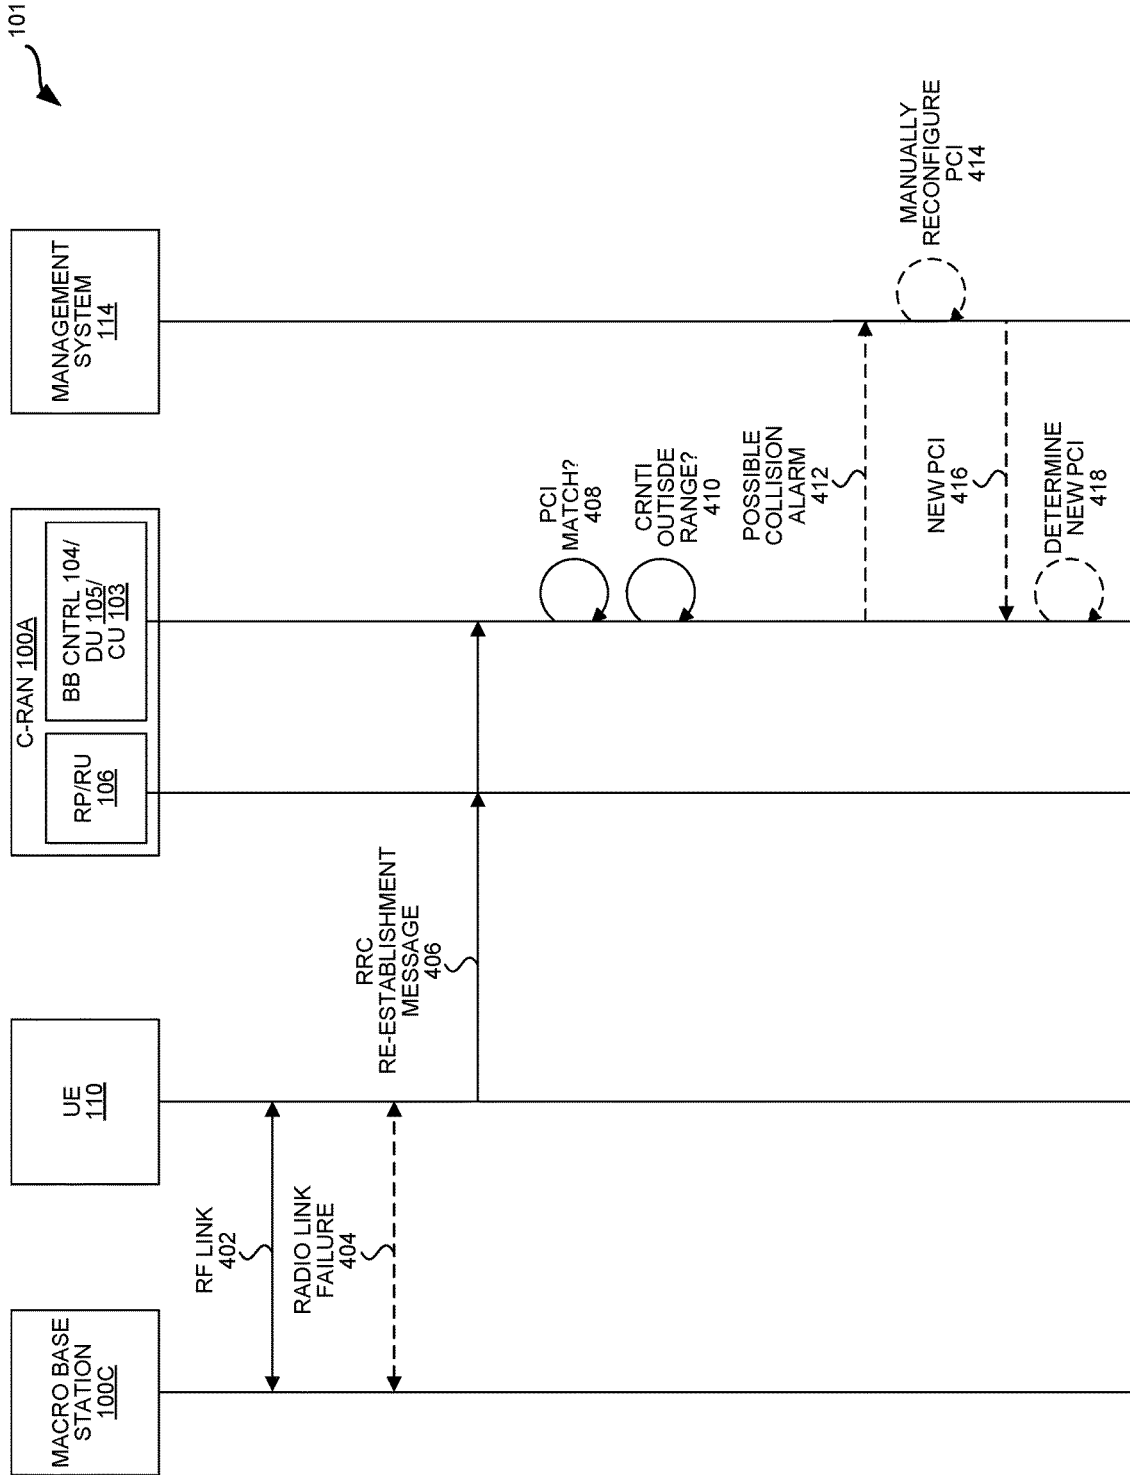 101
MACRO BASE
STATION
100C
UE
110
C-RAN 100A
RP/RU
106
BB CNTRL 104/
DU 105/
CU 103
MANAGEMENT
SYSTEM
114
RF LINK
402
RADIO LINK
FAILURE
404
RRC
RE-ESTABLISHMENT
MESSAGE
406
PCI
MATCH?
408
CRNTI
OUTISDE
RANGE?
410
POSSIBLE
COLLISION
ALARM
412
MANUALLY
RECONFIGURE
PCI
414
NEW PCI
416
DETERMINE
NEW PCI
418